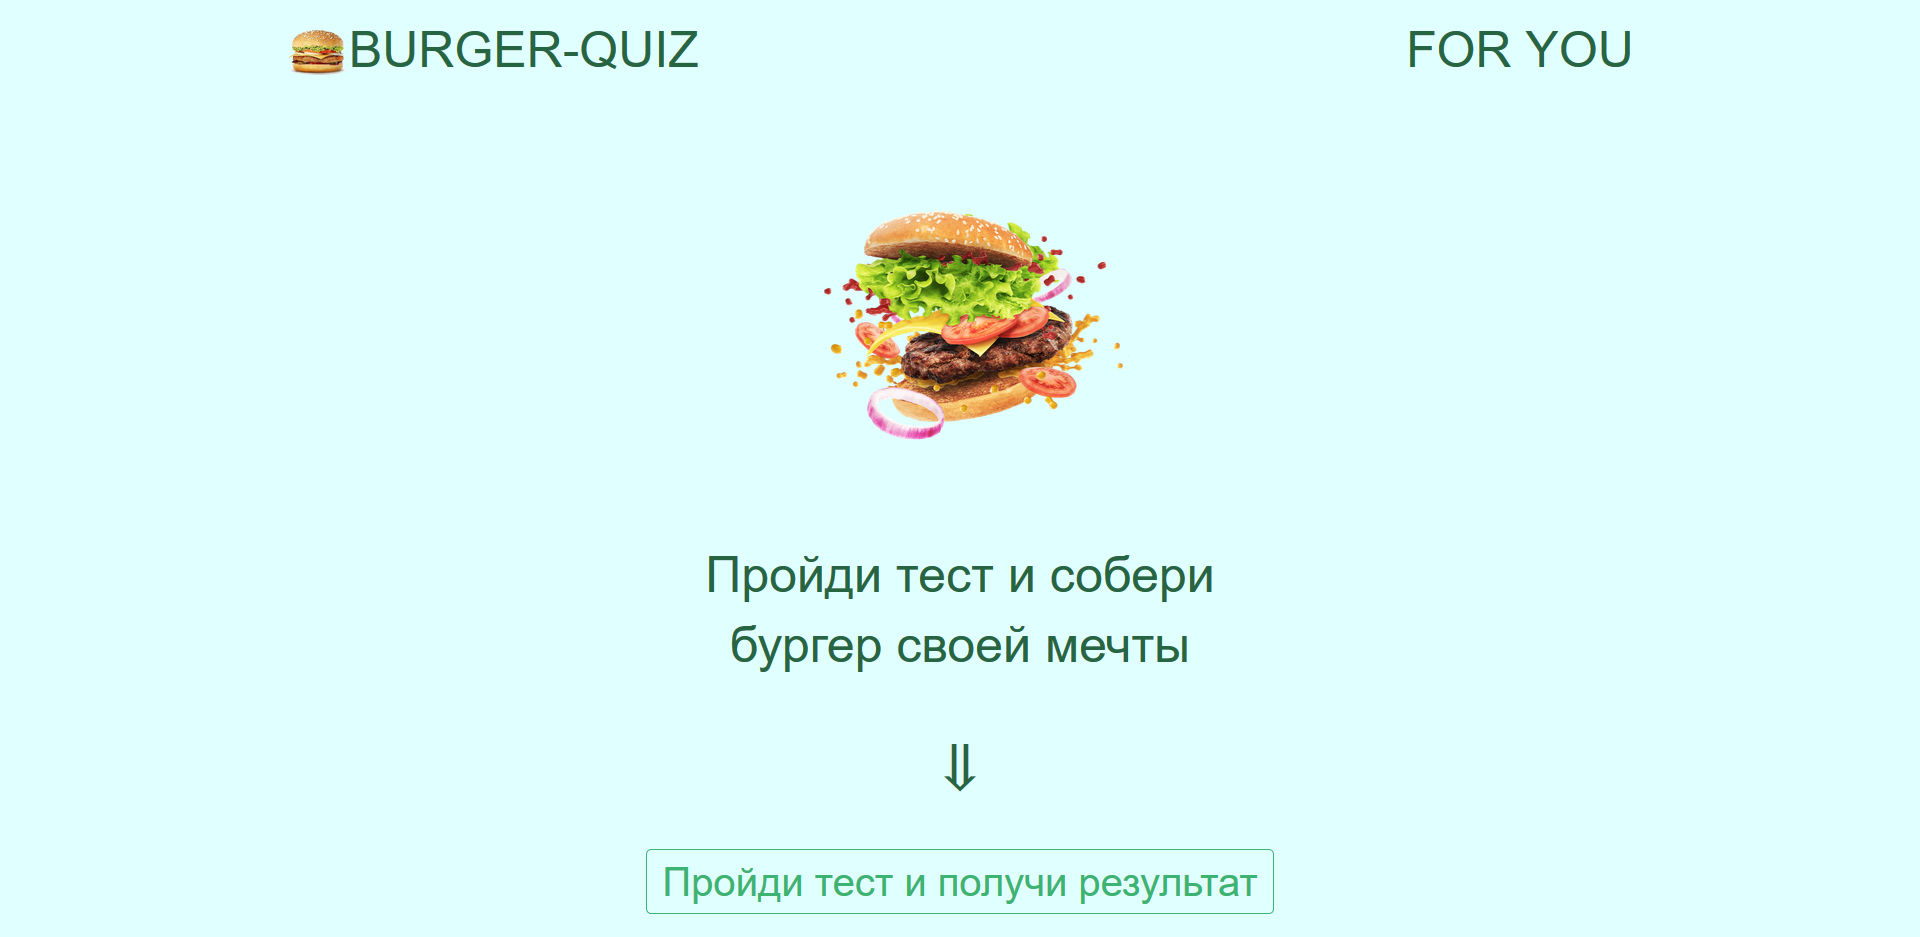 BURGER-QUIZ
FOR YOU
Пройди тест и собери
бургер своей мечты
⇓
Пройди тест и получи результат